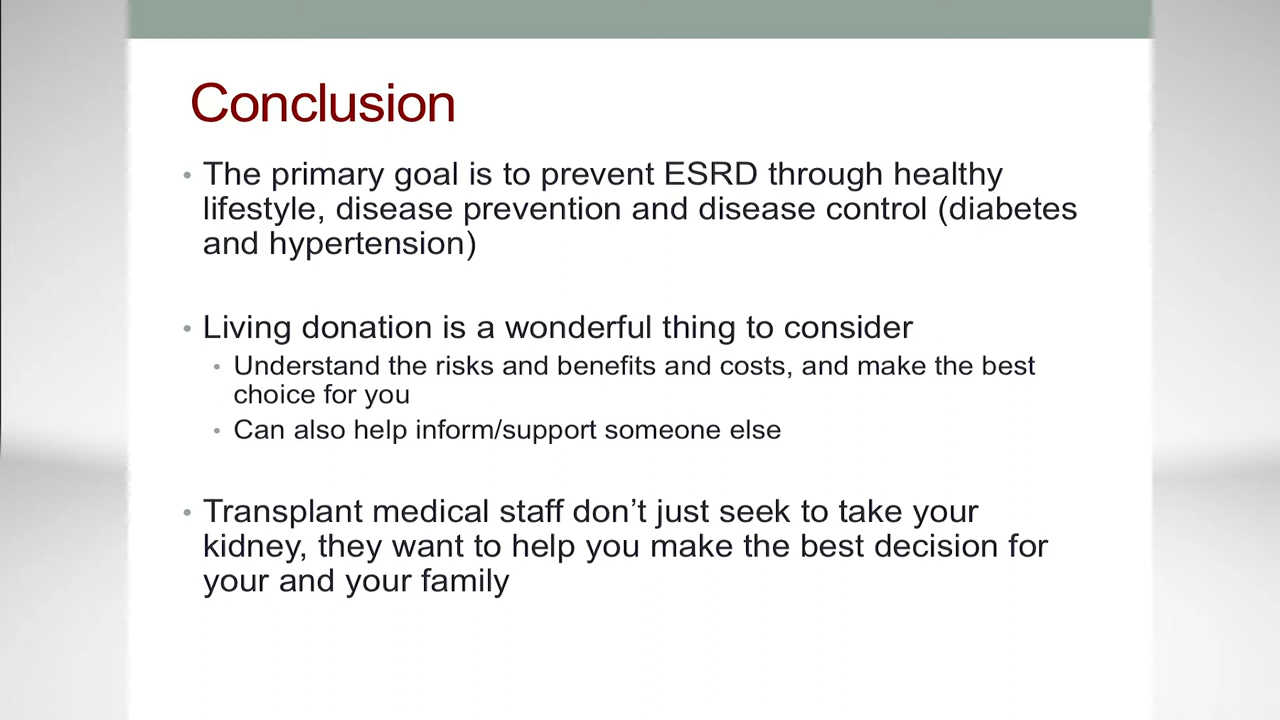 Conclusion
• The primary goal is to prevent ESRD through healthy
lifestyle, disease prevention and disease control (diabetes
and hypertension)
• Living donation is a wonderful thing to consider
• Understand the risks and benefits and costs, and make the best
choice for you
• Can also help inform/support someone else
• Transplant medical staff don’t just seek to take your
kidney, they want to help you make the best decision for
your and your family